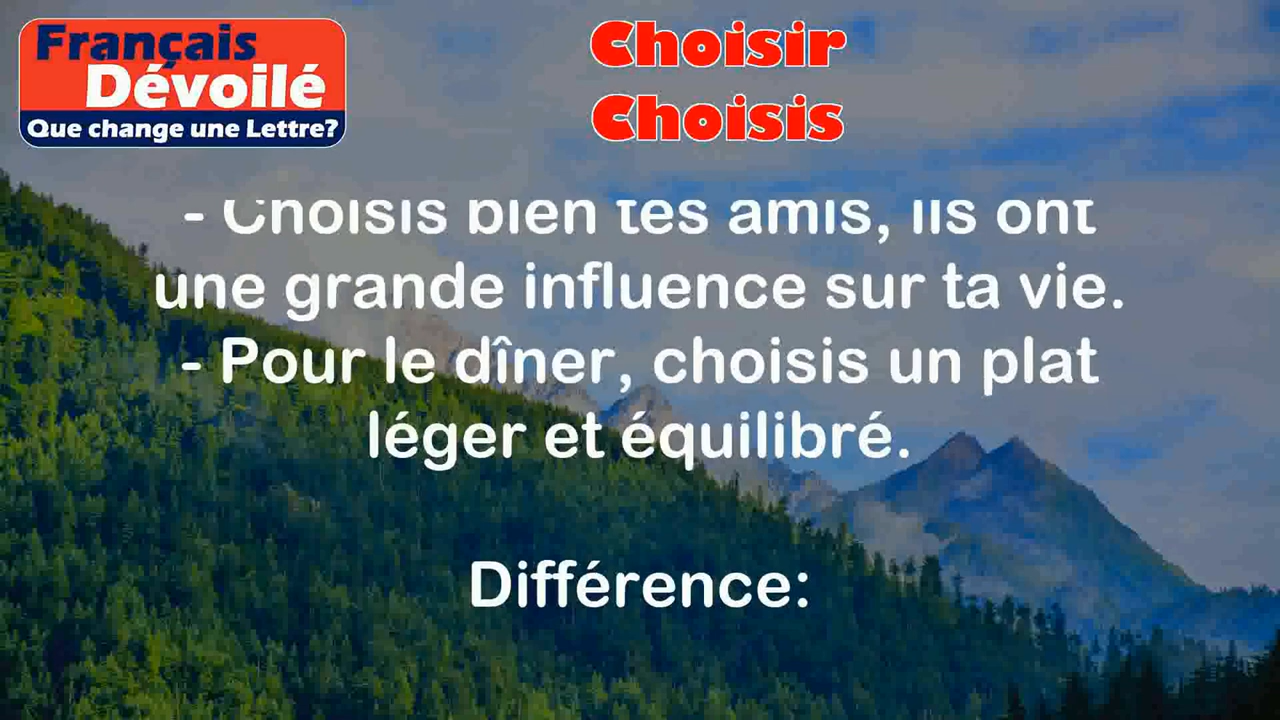 Français
Dévoilé
Que change une Lettre?
Choisir
Choisis
- Choisis bien tes amis, ils ont
une grande influence sur ta vie.
- Pour le dîner, choisis un plat
léger et équilibré.
Différence: